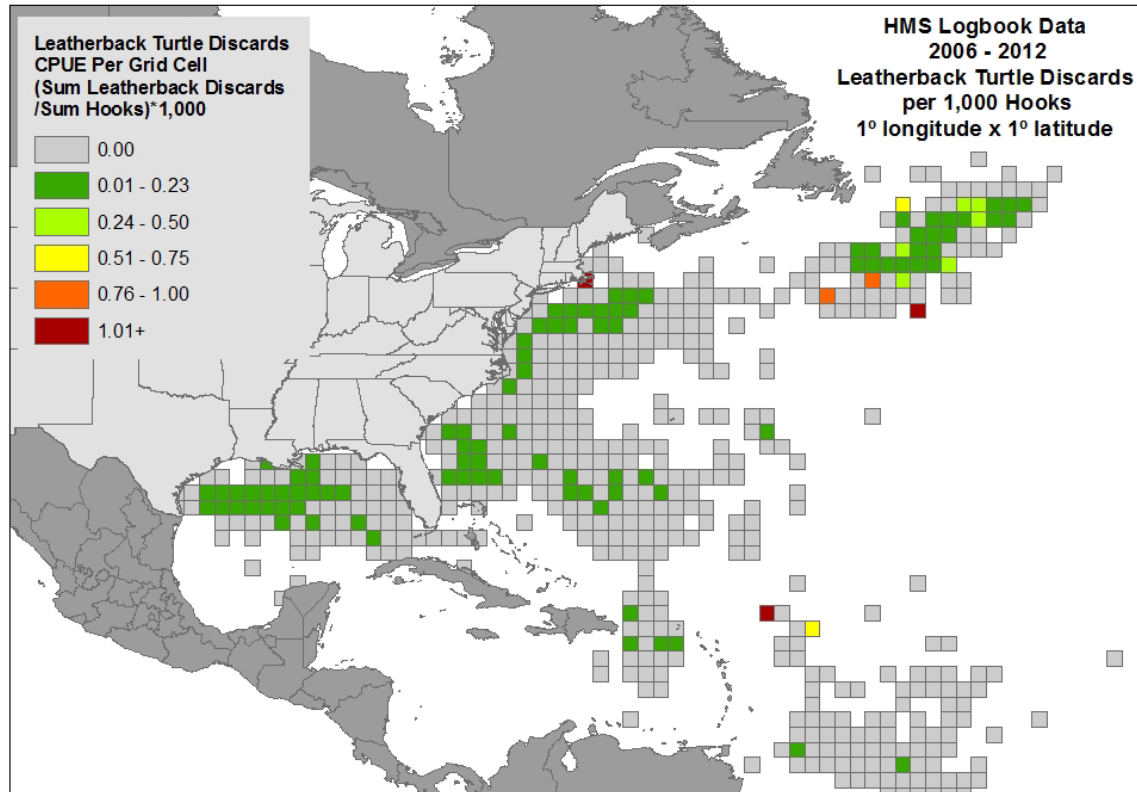 Leatherback Turtle Discards
CPUE Per Grid Cell
(Sum Leatherback Discards
/Sum Hooks)*1,000
0.00
0.01 - 0.23
0.24 - 0.50
0.51 - 0.75
0.76 - 1.00
1.01+
HMS Logbook Data
2006 - 2012
Leatherback Turtle Discards
per 1,000 Hooks
1º longitude x 1º latitude